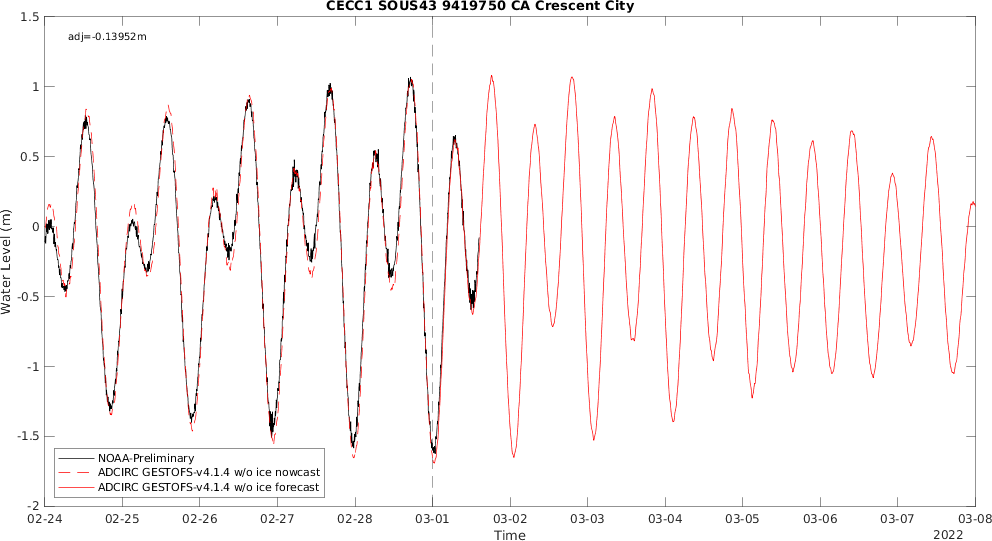 CECC1 SOUS43 9419750 CA Crescent City
adj=-0.13952m
1.5
1
0.5
0
-0.5
-1
-1.5
-2
Water Level (m)
NOAA-Preliminary
ADCIRC GESTOFS-v4.1.4 w/o ice nowcast
ADCIRC GESTOFS-v4.1.4 w/o ice forecast
02-24 02-25 02-26 02-27 02-28 03-01 03-02 03-03 03-04 03-05 03-06 03-07 03-08
Time
2022